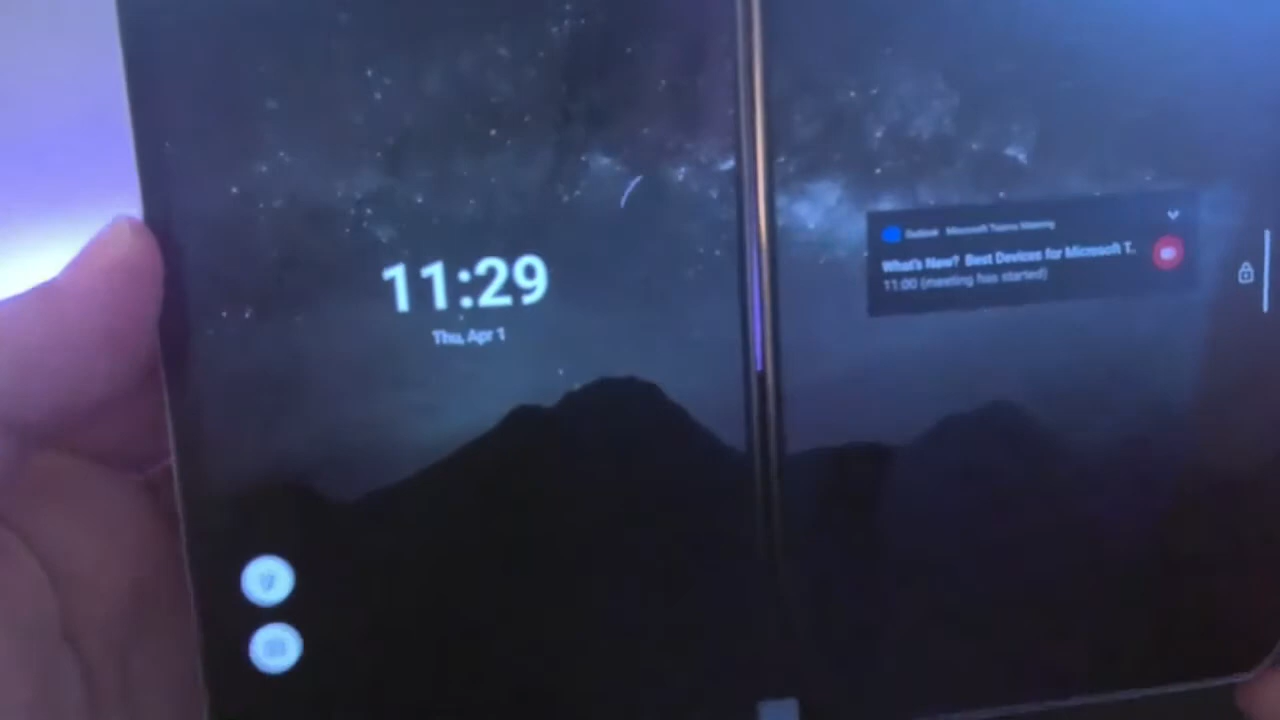 11:29
Thu, Apr 1
Outlook Microsoft Teams Meeting
What's New? Best Devices for Microsoft T..
11:00 (meeting has started)